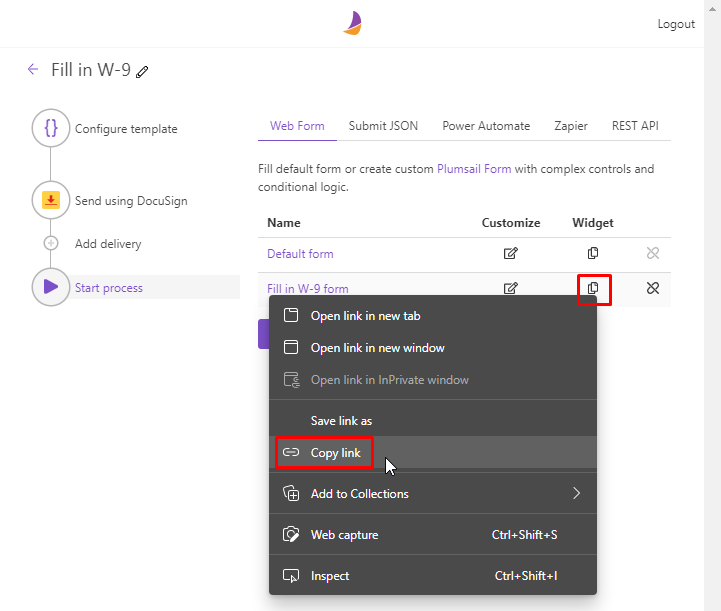 Logout
Fill in W-9
Configure template
Send using DocuSign
Add delivery
Start process
Web Form Submit JSON Power Automate Zapier REST API
Fill default form or create custom Plumsail Form with complex controls and
conditional logic.
Name Customize Widget
Default form
Fill in W-9 form
Open link in new tab
Open link in new window
Open link in InPrivate window
Save link as
Copy link
Add to Collections
Web capture Ctrl+Shift+S
Inspect Ctrl+Shift+I